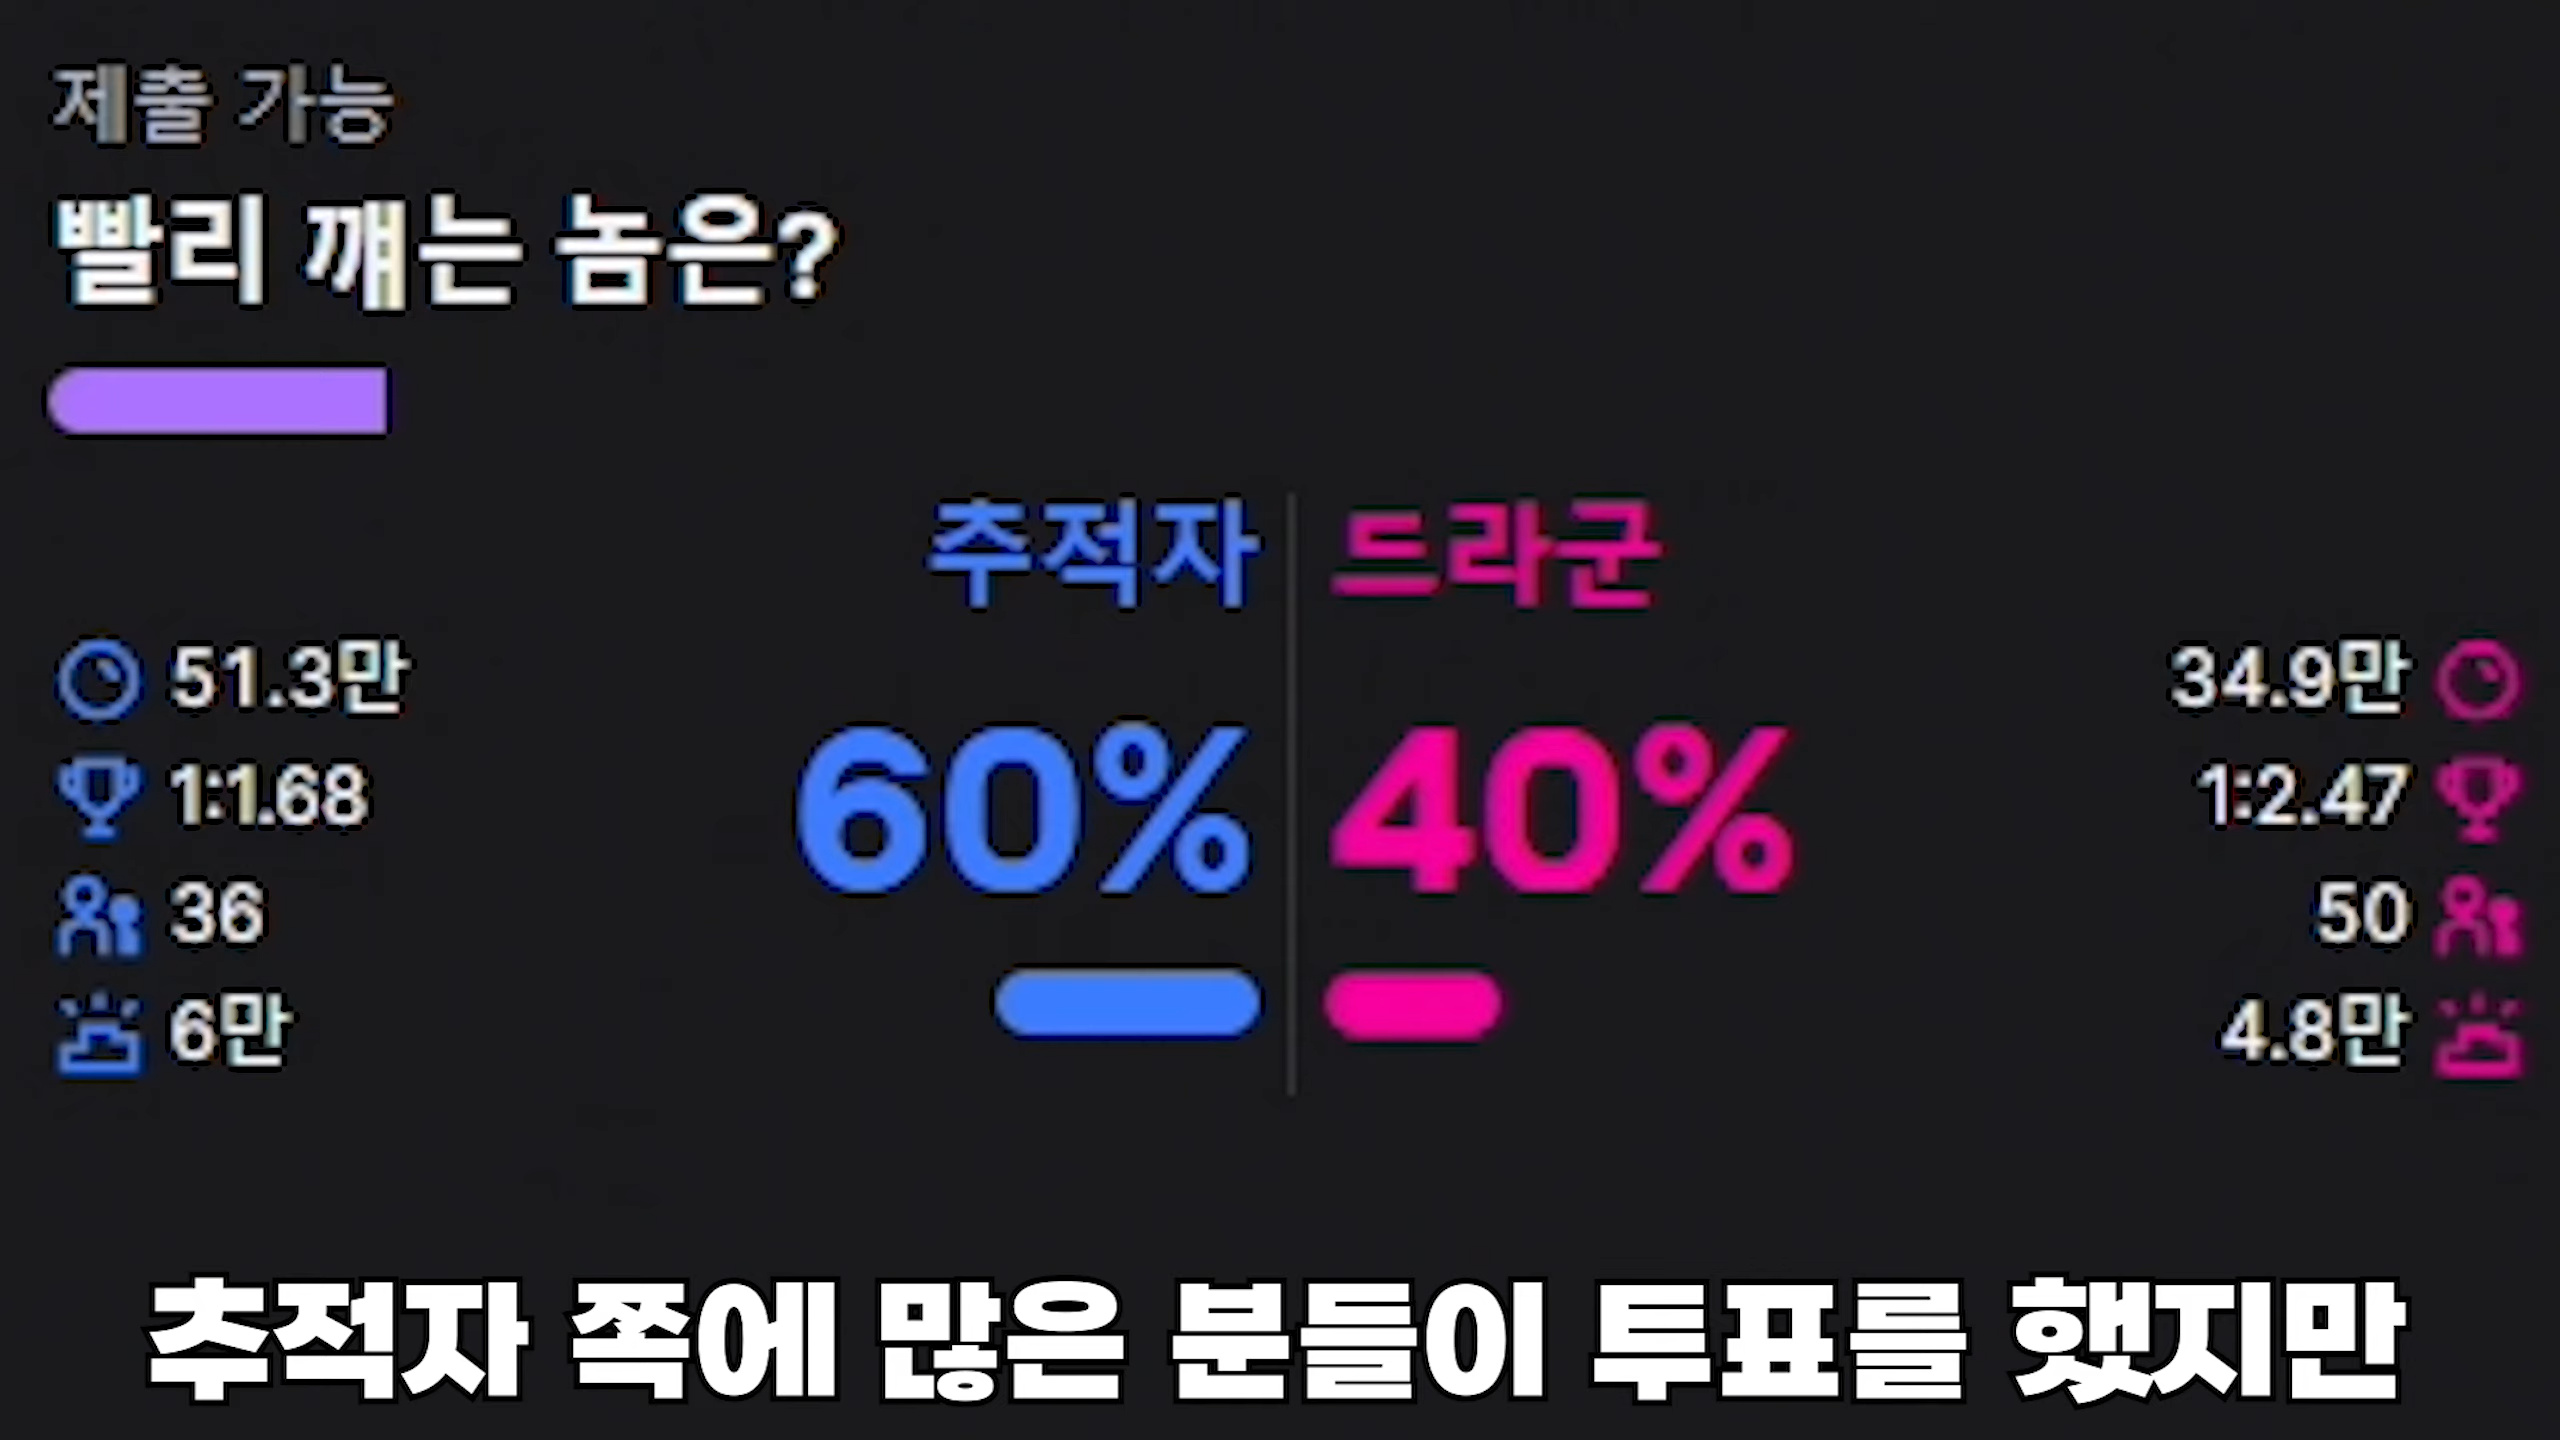 제출 가능
빨리 깨는 놈은?
추적자
드라군
51.3만
1:1.68
36
6만
60%
40%
34.9만
1:2.47
50
4.8만
추적자 쪽에 많은 분들이 투표를 했지만